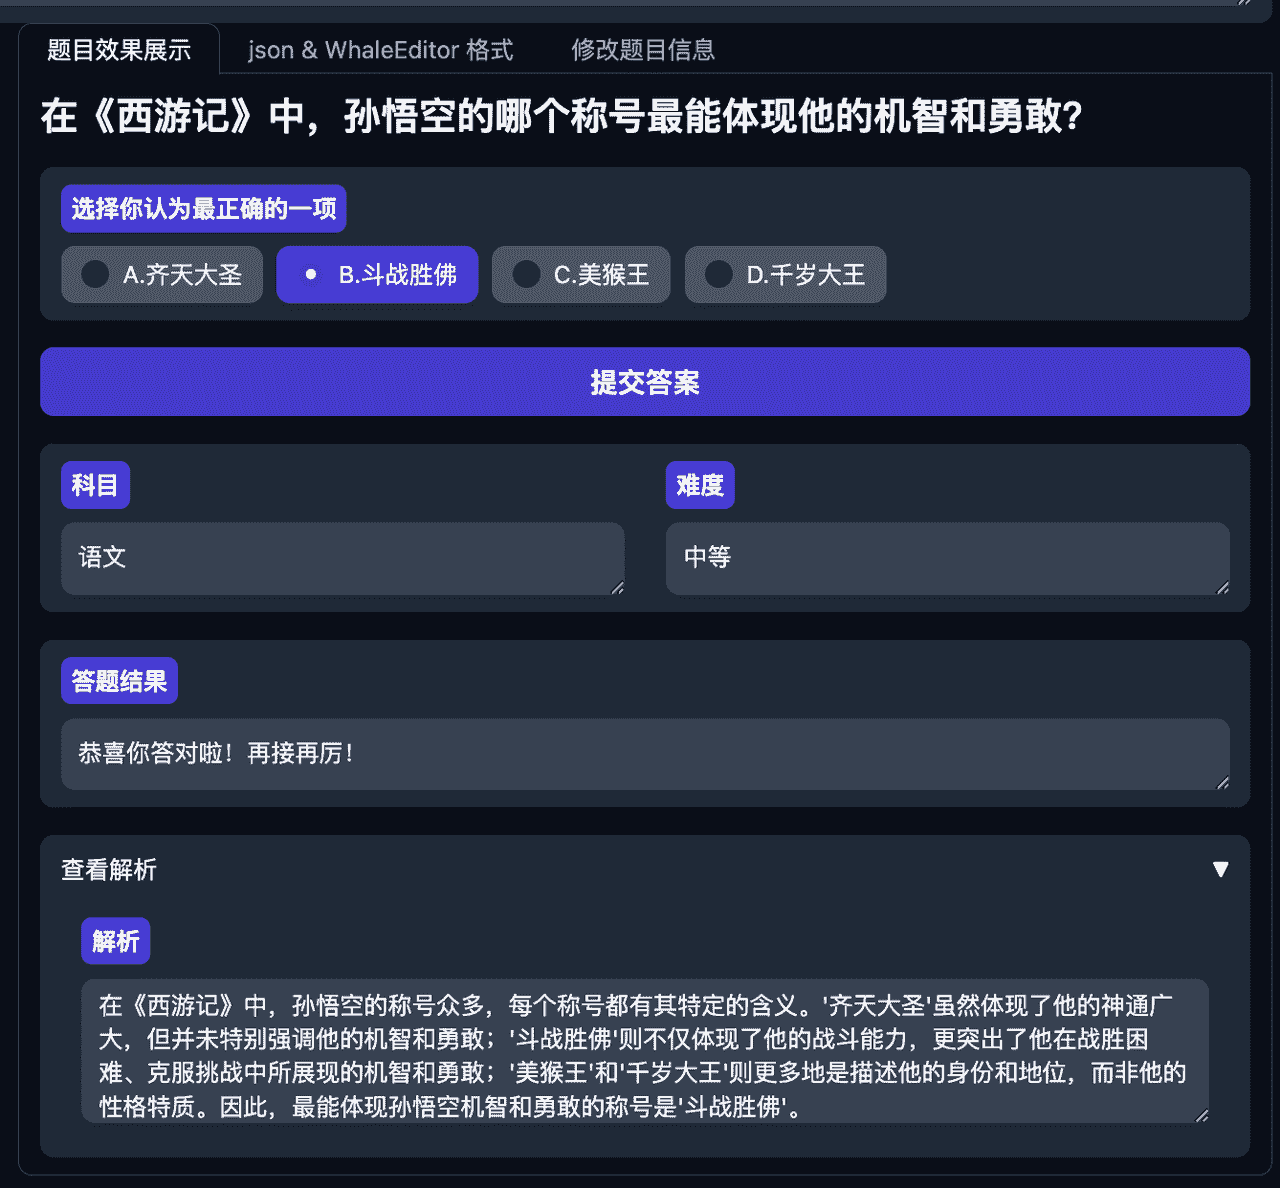 题目效果展示
json & WhaleEditor 格式
修改题目信息
在《西游记》中，孙悟空的哪个称号最能体现他的机智和勇敢？
选择你认为最正确的一项
A.齐天大圣
B.斗战胜佛
C.美猴王
D.千岁大王
提交答案
科目
难度
语文
中等
答题结果
恭喜你答对啦！再接再厉！
查看解析
解析
在《西游记》中，孙悟空的称号众多，每个称号都有其特定的含义。'齐天大圣'虽然体现了他的神通广
大，但并未特别强调他的机智和勇敢；'斗战胜佛'则不仅体现了他的战斗能力，更突出了他在战胜困
难、克服挑战中所展现的机智和勇敢；'美猴王'和'千岁大王'则更多地是描述他的身份和地位，而非他的
性格特质。因此，最能体现孙悟空机智和勇敢的称号是'斗战胜佛'。